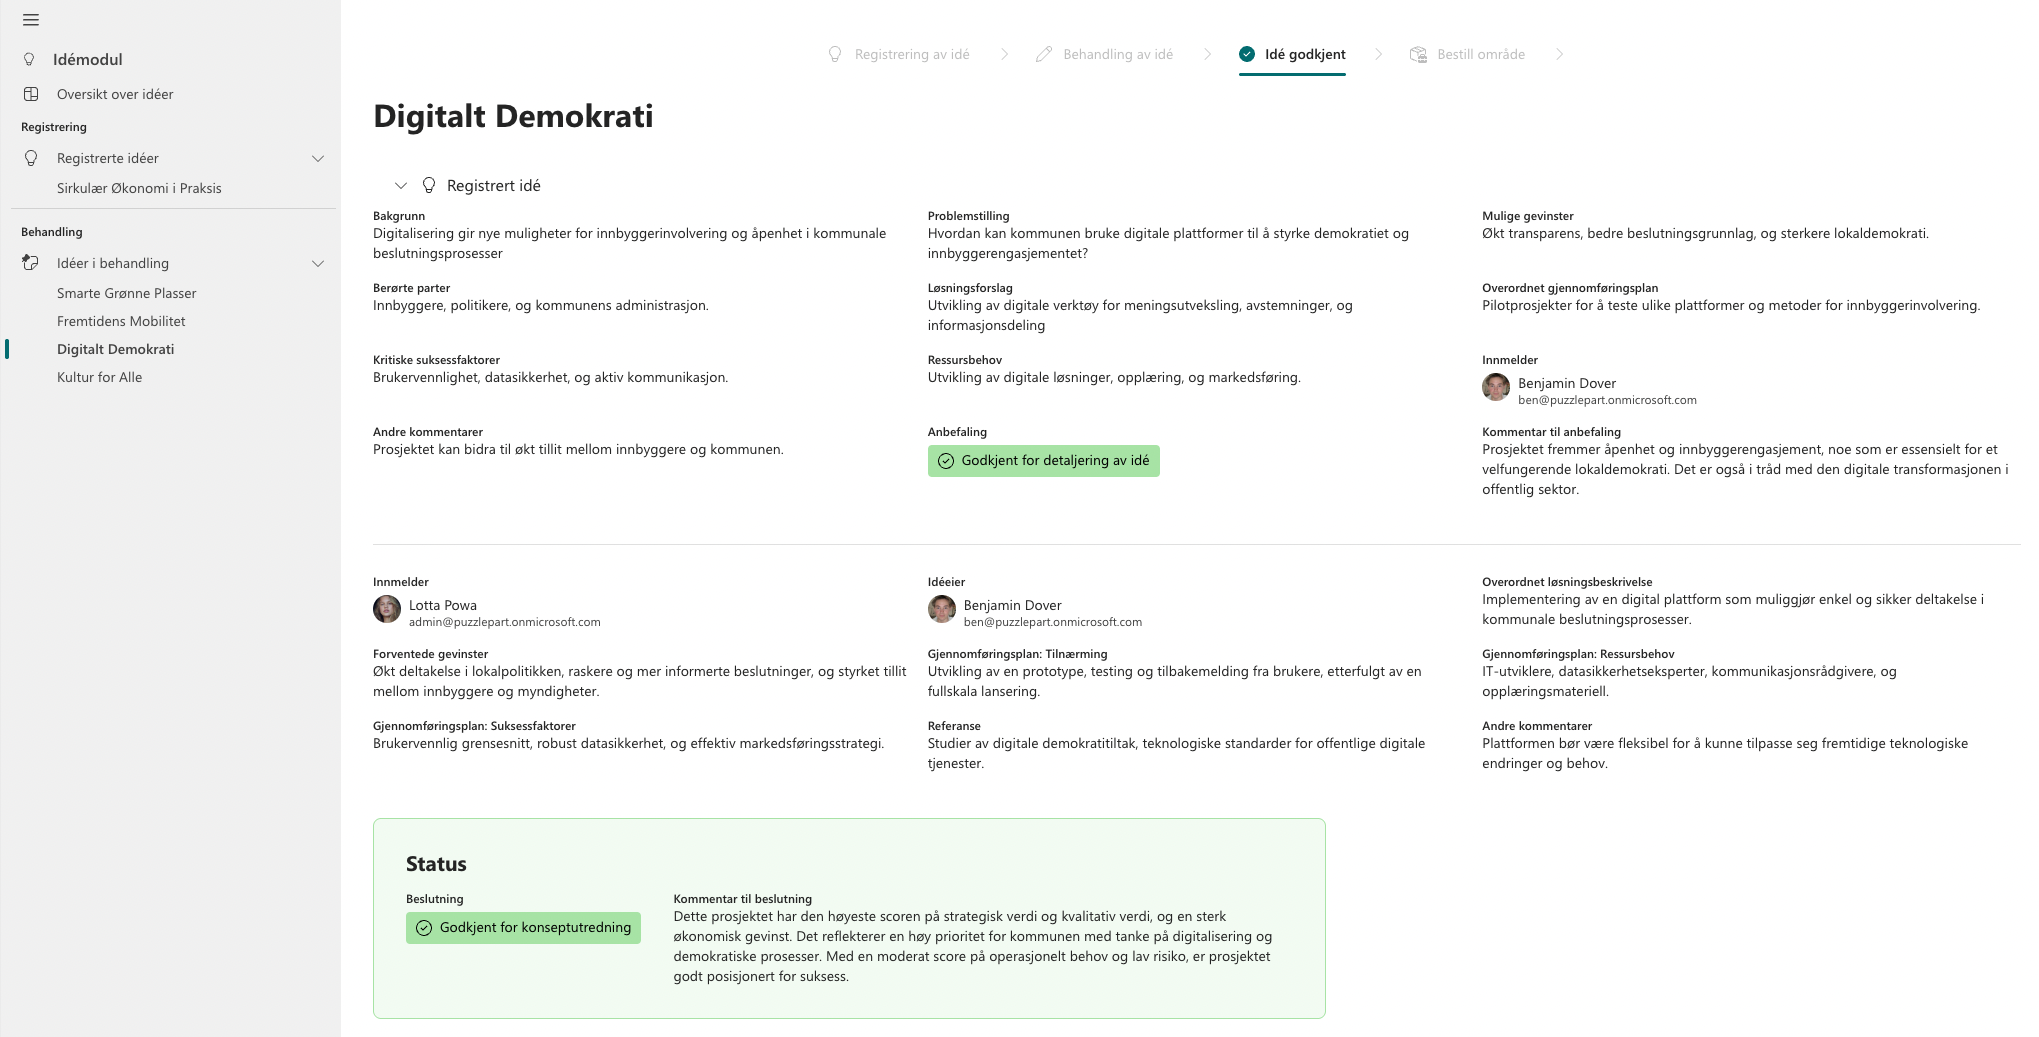 Idémodul
Oversikt over idéer
Registrering
Registrerte idéer
Sirkulær Økonomi i Praksis
Behandling
Idéer i behandling
Smarte Grønne Plasser
Fremtidens Mobilitet
Digitalt Demokrati
Kultur for Alle
Registrering av idé
Behandling av idé
Idé godkjent
Bestill område
Digitalt Demokrati
Registrert idé
Bakgrunn
Digitalisering gir nye muligheter for innbyggerinvolvering og åpenhet i kommunale
beslutningsprosesser
Problemstilling
Hvordan kan kommunen bruke digitale plattformer til å styrke demokratiet og
innbyggerengasjementet?
Mulige gevinster
Økt transparens, bedre beslutningsgrunnlag, og sterkere lokaldemokrati.
Berørte parter
Innbyggere, politikere, og kommunens administrasjon.
Løsningsforslag
Utvikling av digitale verktøy for meningsutveksling, avstemninger, og
informasjonsdeling
Overordnet gjennomføringsplan
Pilotprosjekter for å teste ulike plattformer og metoder for innbyggerinvolvering.
Kritiske suksessfaktorer
Brukervennlighet, datasikkerhet, og aktiv kommunikasjon.
Ressursbehov
Utvikling av digitale løsninger, opplæring, og markedsføring.
Innmelder
Benjamin Dover
ben@puzzlepart.onmicrosoft.com
Andre kommentarer
Prosjektet kan bidra til økt tillit mellom innbyggere og kommunen.
Anbefaling
Godkjent for detaljering av idé
Kommentar til anbefaling
Prosjektet fremmer åpenhet og innbyggerengasjement, noe som er essensielt for et
velfungerende lokaldemokrati. Det er også i tråd med den digitale transformasjonen i
offentlig sektor.
Innmelder
Lotta Powa
admin@puzzlepart.onmicrosoft.com
Idéeier
Benjamin Dover
ben@puzzlepart.onmicrosoft.com
Overordnet løsningsbeskrivelse
Implementering av en digital plattform som muliggjør enkel og sikker deltakelse i
kommunale beslutningsprosesser.
Forventede gevinster
Økt deltakelse i lokalpolitikken, raskere og mer informerte beslutninger, og styrket tillit
mellom innbyggere og myndigheter.
Gjennomføringsplan: Tilnærming
Utvikling av en prototype, testing og tilbakemelding fra brukere, etterfulgt av en
fullskala lansering.
Gjennomføringsplan: Ressursbehov
IT-utviklere, datasikkerhetseksperter, kommunikasjonsrådgivere, og
opplæringsmateriell.
Gjennomføringsplan: Suksessfaktorer
Brukervennlig grensesnitt, robust datasikkerhet, og effektiv markedsføringsstrategi.
Referanse
Studier av digitale demokratitiltak, teknologiske standarder for offentlige digitale
tjenester.
Andre kommentarer
Plattformen bør være fleksibel for å kunne tilpasse seg fremtidige teknologiske
endringer og behov.
Status
Beslutning
Godkjent for konseptutredning
Kommentar til beslutning
Dette prosjektet har den høyeste scoren på strategisk verdi og kvalitativ verdi, og en sterk
økonomisk gevinst. Det reflekterer en høy prioritet for kommunen med tanke på digitalisering og
demokratiske prosesser. Med en moderat score på operasjonelt behov og lav risiko, er prosjektet
godt posisjonert for suksess.